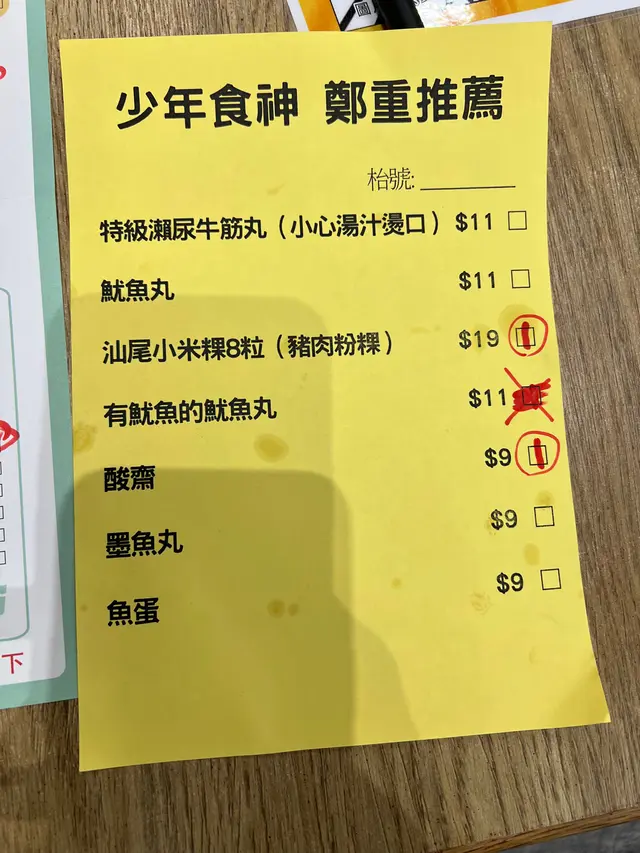 少年食神 鄭重推薦
枱號:
特級瀨尿牛筋丸（小心湯汁燙口） $11
魷魚丸 $11
汕尾小米粿8粒（豬肉粉粿） $19
有魷魚的魷魚丸 $11
酸齋 $9
墨魚丸 $9
魚蛋 $9
下